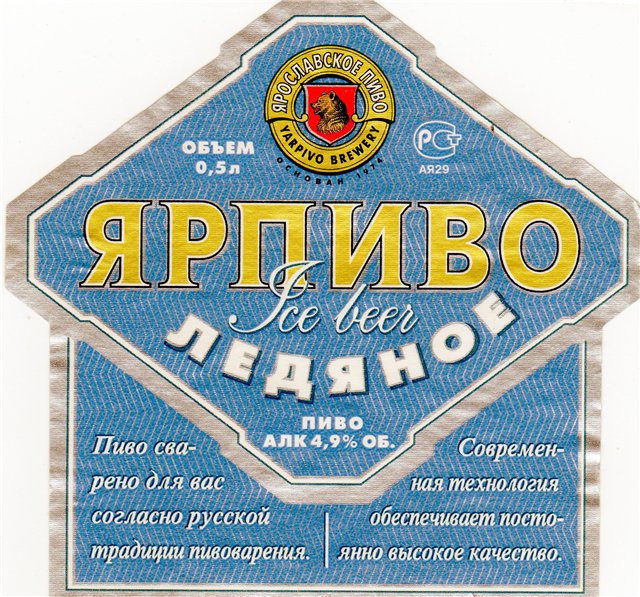 ЯРОСЛАВСКОЕ ПИВО
YARPIVO BREWERY
ОСНОВАН 1974
ОБЪЕМ
0,5 л
РСТ
АЯ29
ЯРПИВО
Ice beer
ЛЕДЯНОЕ
ПИВО
АЛК 4,9% ОБ.
Пиво сва-
рено для вас
согласно русской
традиции пивоварения.
Современ-
ная технология
обеспечивает посто-
янно высокое качество.